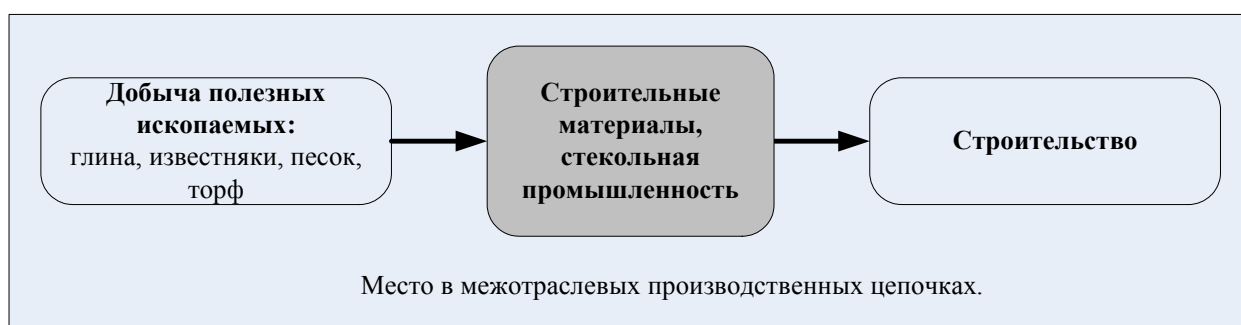 Добыча полезных
ископаемых:
глина, известняки, песок,
торф
Строительные
материалы,
стекольная
промышленность
Строительство
Место в межотраслевых производственных цепочках.